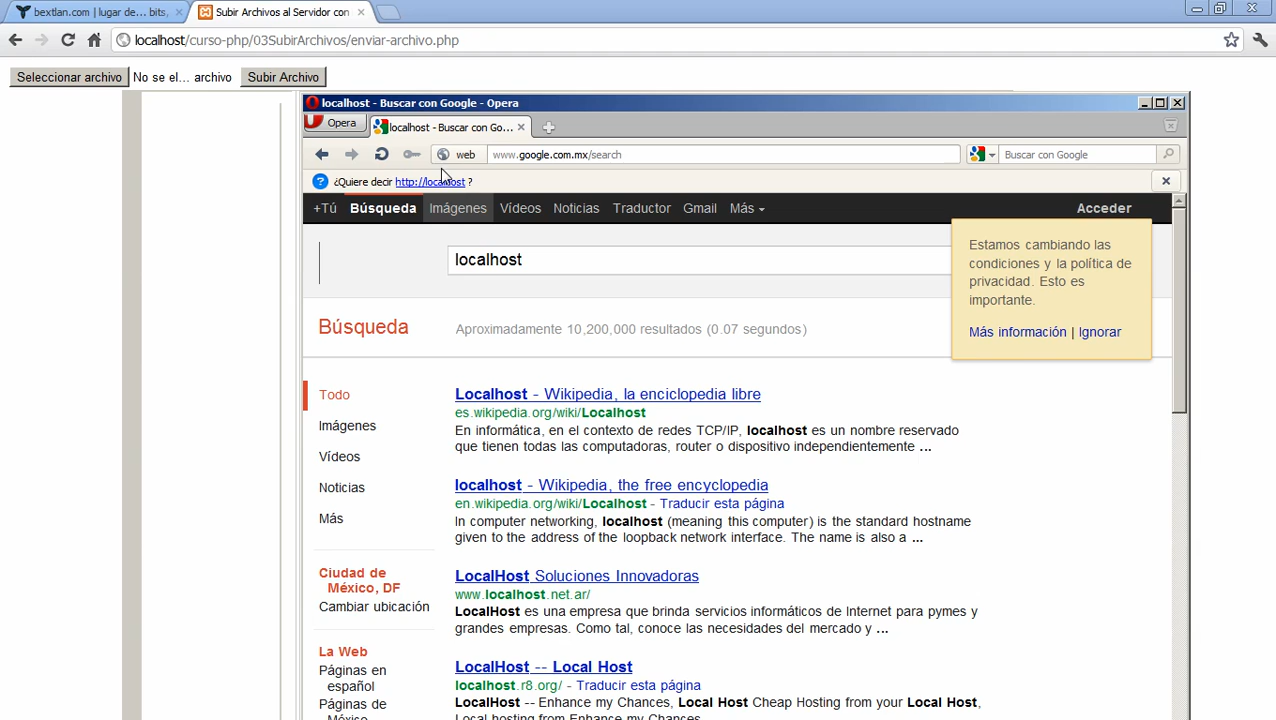 bextlan.com | lugar de... bits,
Subir Archivos al Servidor con
localhost/curso-php/03SubirArchivos/enviar-archivo.php
Seleccionar archivo No se el... archivo Subir Archivo
localhost - Buscar con Google - Opera
Opera localhost - Buscar con Go...
web www.google.com.mx/search Buscar con Google
¿Quiere decir http://localhost ?
+Tú Búsqueda Imágenes Vídeos Noticias Traductor Gmail Más Acceder
Estamos cambiando las
condiciones y la política de
privacidad. Esto es
importante.
Más información | Ignorar
localhost
Búsqueda Aproximadamente 10,200,000 resultados (0.07 segundos)
Todo
Imágenes
Vídeos
Noticias
Más
Ciudad de
México, DF
Cambiar ubicación
La Web
Páginas en
español
Páginas de
México
Localhost - Wikipedia, la enciclopedia libre
es.wikipedia.org/wiki/Localhost
En informática, en el contexto de redes TCP/IP, localhost es un nombre reservado
que tienen todas las computadoras, router o dispositivo independientemente ...
localhost - Wikipedia, the free encyclopedia
en.wikipedia.org/wiki/Localhost - Traducir esta página
In computer networking, localhost (meaning this computer) is the standard hostname
given to the address of the loopback network interface. The name is also a ...
LocalHost Soluciones Innovadoras
www.localhost.net.ar/
LocalHost es una empresa que brinda servicios informáticos de Internet para pymes y
grandes empresas. Como tal, conoce las necesidades del mercado y ...
LocalHost -- Local Host
localhost.r8.org/ - Traducir esta página
LocalHost -- Enhance my Chances, Local Host Cheap Hosting from your Local Host,
Local hosting from Enhance my Chances.